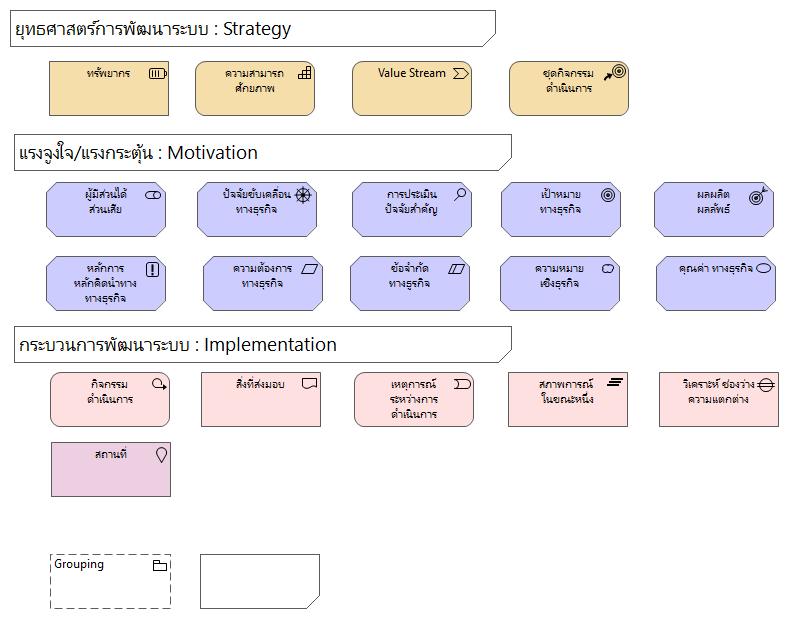 ยุทธศาสตร์การพัฒนาระบบ : Strategy
ทรัพยากร
ความสามารถ
ศักยภาพ
Value Stream
ชุดกิจกรรม
ดำเนินการ
แรงจูงใจ/แรงกระตุ้น : Motivation
ผู้มีส่วนได้
ส่วนเสีย
ปัจจัยขับเคลื่อน
ทางธุรกิจ
การประเมิน
ปัจจัยสำคัญ
เป้าหมาย
ทางธุรกิจ
ผลผลิต
ผลลัพธ์
หลักการ
หลักคิดนำทาง
ทางธุรกิจ
ความต้องการ
ทางธุรกิจ
ข้อจำกัด
ทางธุรกิจ
ความหมาย
เชิงธุรกิจ
คุณค่า ทางธุรกิจ
กระบวนการพัฒนาระบบ : Implementation
กิจกรรม
ดำเนินการ
สิ่งที่ส่งมอบ
เหตุการณ์
ระหว่างการ
ดำเนินการ
สภาพการณ์
ในขณะหนึ่ง
วิเคราะห์ ช่องว่าง
ความแตกต่าง
สถานที่
Grouping